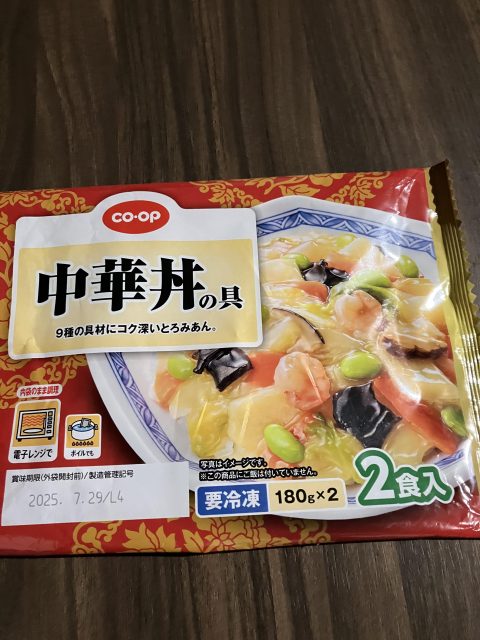 CO·OP
中華丼の具
9種の具材にコク深いとろみあん。
内袋のまま調理
電子レンジで
ボイルでも
賞味期限(外袋開封前)/製造管理記号
2025. 7.29/L4
写真はイメージです。
※この商品にご飯は付いていません。
要冷凍
180g×2
2食入